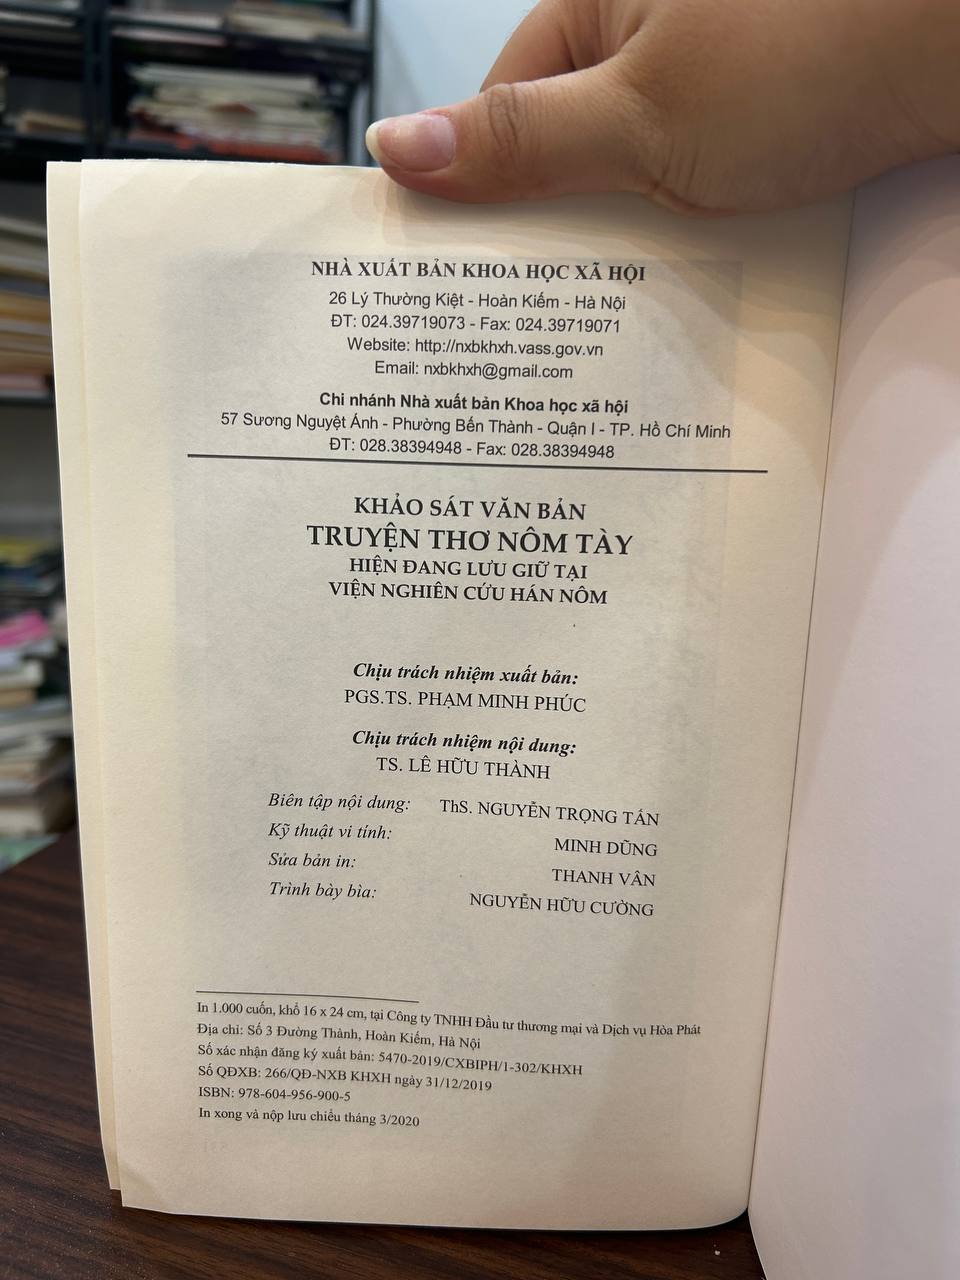 NHÀ XUẤT BẢN KHOA HỌC XÃ HỘI
26 Lý Thường Kiệt - Hoàn Kiếm - Hà Nội
ĐT: 024.39719073 - Fax: 024.39719071
Website: http://nxbkhxh.vass.gov.vn
Email: nxbkhxh@gmail.com
Chi nhánh Nhà xuất bản Khoa học xã hội
57 Sương Nguyệt Ánh - Phường Bến Thành - Quận I - TP. Hồ Chí Minh
ĐT: 028.38394948 - Fax: 028.38394948
KHẢO SÁT VĂN BẢN
TRUYỆN THƠ NÔM TÀY
HIỆN ĐANG LƯU GIỮ TẠI
VIỆN NGHIÊN CỨU HÁN NÔM
Chịu trách nhiệm xuất bản:
PGS.TS. PHẠM MINH PHÚC
Chịu trách nhiệm nội dung:
TS. LÊ HỮU THÀNH
Biên tập nội dung: ThS. NGUYỄN TRỌNG TẤN
Kỹ thuật vi tính: MINH DŨNG
Sửa bản in: THANH VÂN
Trình bày bìa: NGUYỄN HỮU CƯỜNG
In 1.000 cuốn, khổ 16 x 24 cm, tại Công ty TNHH Đầu tư thương mại và Dịch vụ Hòa Phát
Địa chỉ: Số 3 Đường Thành, Hoàn Kiếm, Hà Nội
Số xác nhận đăng ký xuất bản: 5470-2019/CXBIPH/1-302/KHXH
Số QĐXB: 266/QĐ-NXB KHXH ngày 31/12/2019
ISBN: 978-604-956-900-5
In xong và nộp lưu chiểu tháng 3/2020